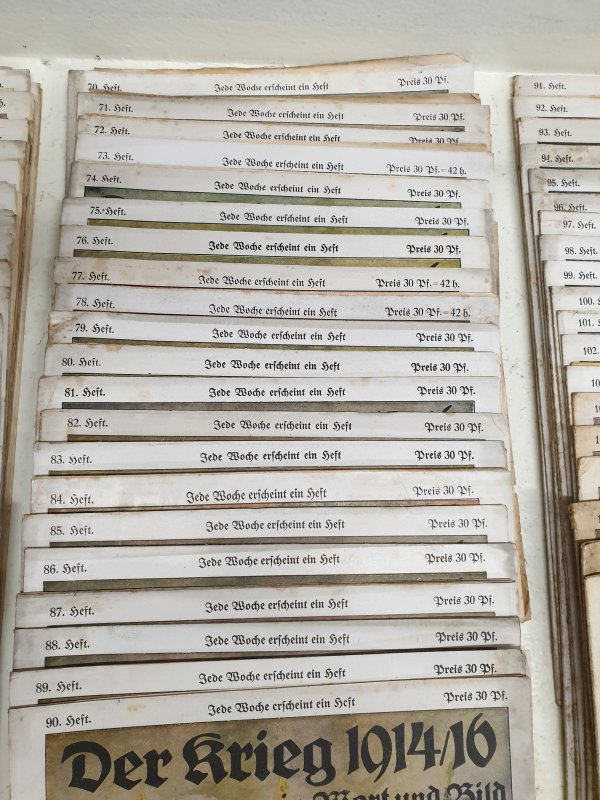 70. Heft. Jede Woche erscheint ein Heft Preis 30 Pf.
71. Heft. Jede Woche erscheint ein Heft Preis 30 Pf.
72. Heft. Jede Woche erscheint ein Heft Preis 30 Pf.
73. Heft. Jede Woche erscheint ein Heft Preis 30 Pf. = 42 h.
74. Heft. Jede Woche erscheint ein Heft Preis 30 Pf.
75. Heft. Jede Woche erscheint ein Heft Preis 30 Pf.
76. Heft. Jede Woche erscheint ein Heft Preis 30 Pf.
77. Heft. Jede Woche erscheint ein Heft Preis 30 Pf. = 42 h.
78. Heft. Jede Woche erscheint ein Heft Preis 30 Pf. = 42 h.
79. Heft. Jede Woche erscheint ein Heft Preis 30 Pf.
80. Heft. Jede Woche erscheint ein Heft Preis 30 Pf.
81. Heft. Jede Woche erscheint ein Heft Preis 30 Pf.
82. Heft. Jede Woche erscheint ein Heft Preis 30 Pf.
83. Heft. Jede Woche erscheint ein Heft Preis 30 Pf.
84. Heft. Jede Woche erscheint ein Heft Preis 30 Pf.
85. Heft. Jede Woche erscheint ein Heft Preis 30 Pf.
86. Heft. Jede Woche erscheint ein Heft Preis 30 Pf.
87. Heft. Jede Woche erscheint ein Heft Preis 30 Pf.
88. Heft. Jede Woche erscheint ein Heft Preis 30 Pf.
89. Heft. Jede Woche erscheint ein Heft Preis 30 Pf.
90. Heft. Jede Woche erscheint ein Heft Preis 30 Pf.
Der Krieg 1914/16
in Wort und Bild
91. Heft.
92. Heft.
93. Heft.
94. Heft.
95. Heft.
96. Heft.
97. Heft.
98. Heft.
99. Heft.
100.
101.
102.